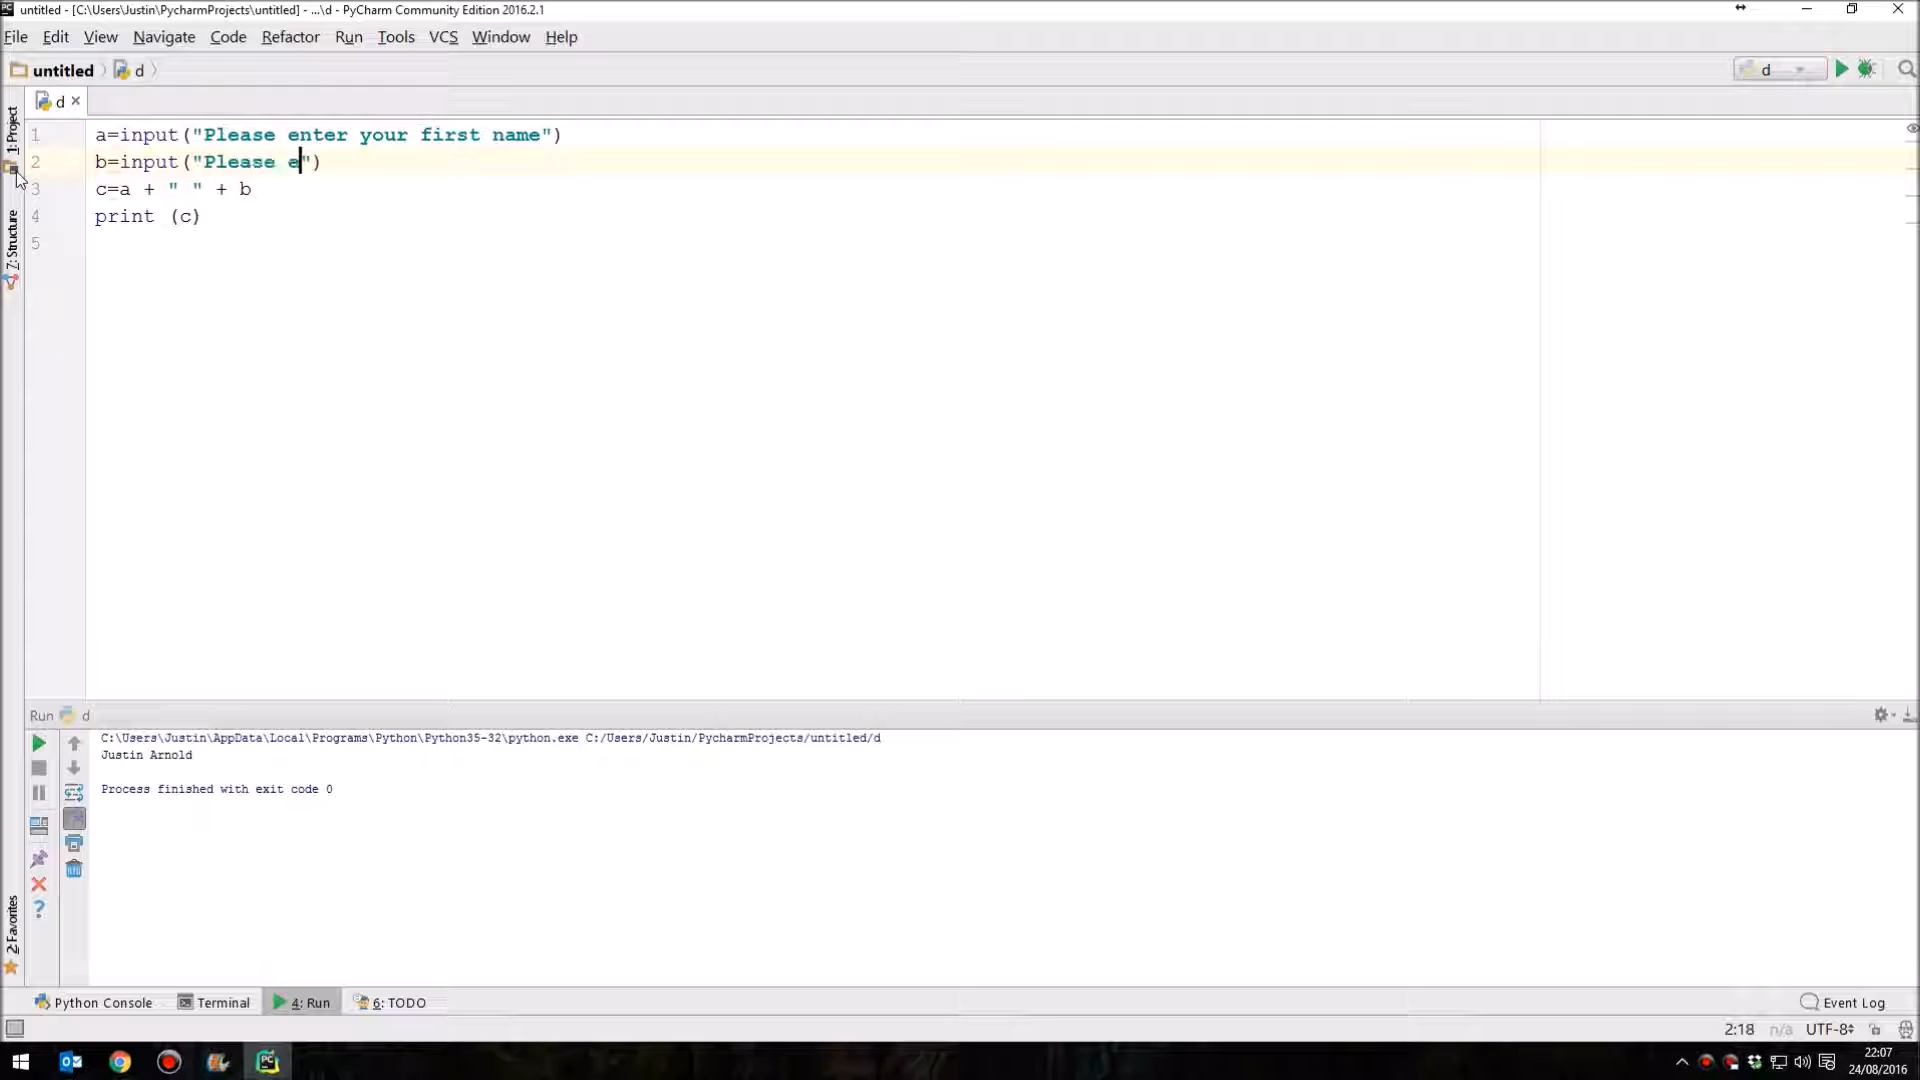 untitled - [C:\Users\Justin\PycharmProjects\untitled] - ...\d - PyCharm Community Edition 2016.2.1
File Edit View Navigate Code Refactor Run Tools VCS Window Help
untitled d
d
d
1: Project
7: Structure
2: Favorites
1 a=input("Please enter your first name")
2 b=input("Please e")
3 c=a + " " + b
4 print (c)
5
Run d
C:\Users\Justin\AppData\Local\Programs\Python\Python35-32\python.exe C:/Users/Justin/PycharmProjects/untitled/d
Justin Arnold
Process finished with exit code 0
Python Console Terminal 4: Run 6: TODO Event Log
2:18 n/a UTF-8
22:07
24/08/2016